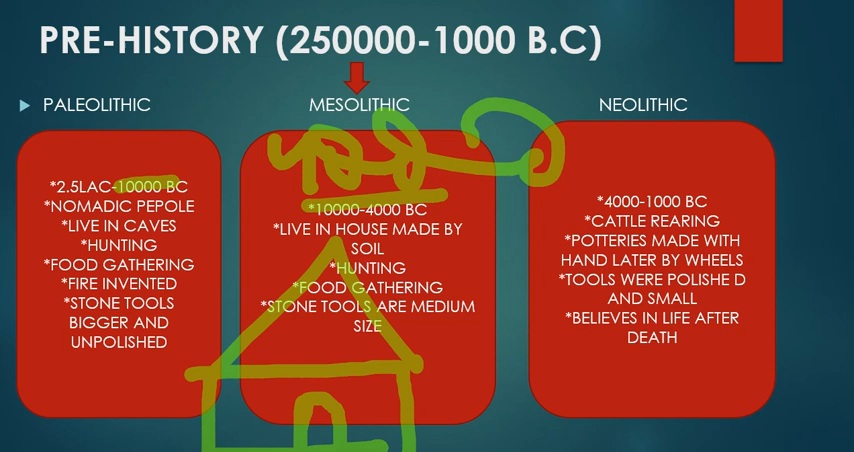 PRE-HISTORY (250000-1000 B.C)
PALEOLITHIC
*2.5LAC-10000 BC
*NOMADIC PEPOLE
*LIVE IN CAVES
*HUNTING
*FOOD GATHERING
*FIRE INVENTED
*STONE TOOLS
BIGGER AND
UNPOLISHED
MESOLITHIC
*10000-4000 BC
*LIVE IN HOUSE MADE BY
SOIL
*HUNTING
*FOOD GATHERING
*STONE TOOLS ARE MEDIUM
SIZE
NEOLITHIC
*4000-1000 BC
*CATTLE REARING
*POTTERIES MADE WITH
HAND LATER BY WHEELS
*TOOLS WERE POLISHE D
AND SMALL
*BELIEVES IN LIFE AFTER
DEATH